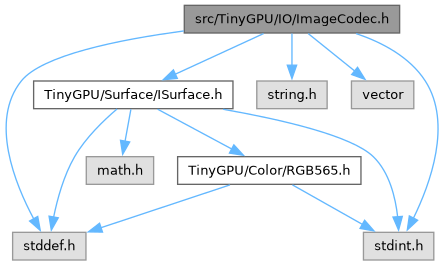 src/TinyGPU/IO/ImageCodec.h
TinyGPU/Surface/ISurface.h
string.h
vector
math.h
TinyGPU/Color/RGB565.h
stddef.h
stdint.h